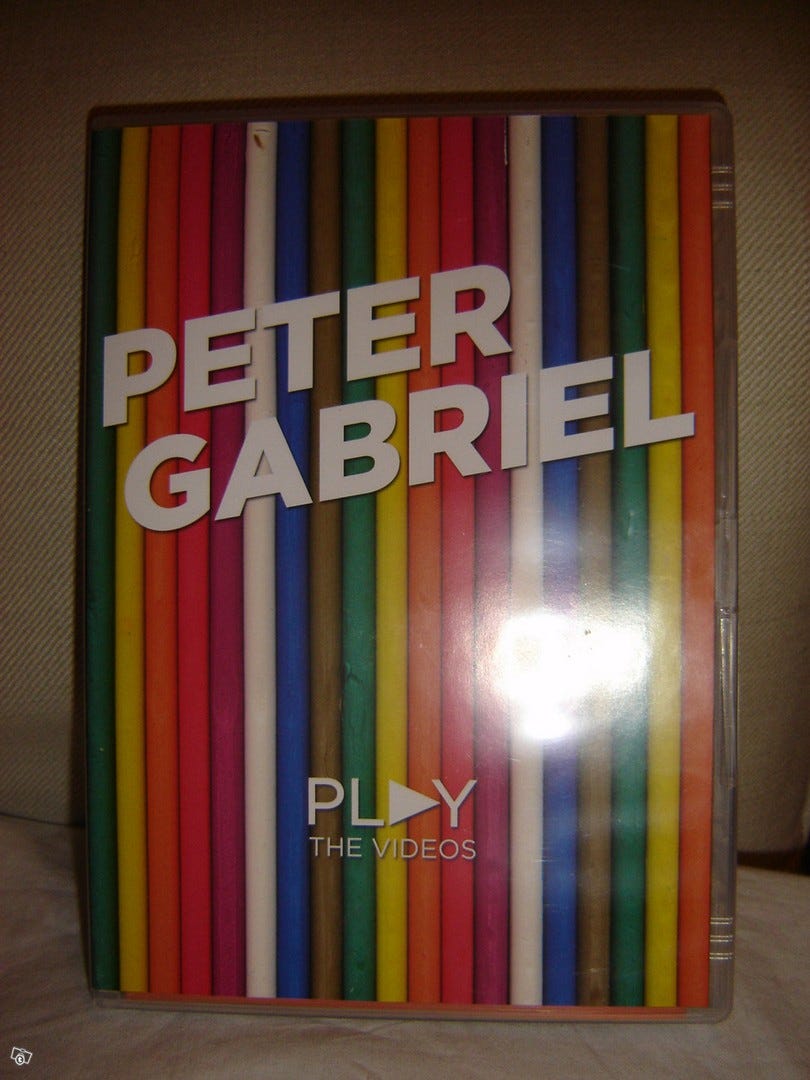 PETER
GABRIEL
PLAY
THE VIDEOS